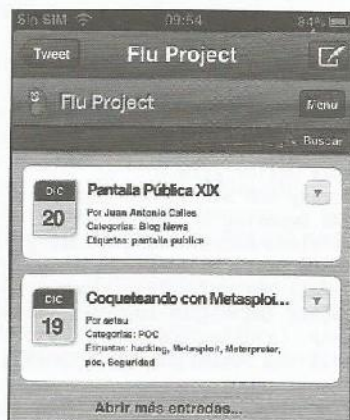 Sin SIM 09:54 84%
Tweet Flu Project
Flu Project Menu
Buscar
DIC
20
Pantalla Pública XIX
Por Juan Antonio Calles
Categorías: Blog News
Etiquetas: pantalla publica
DIC
19
Coqueteando con Metasploi...
Por
Categorías: POC
Etiquetas: hacking, Metasploit, Meterpreter,
poc, Seguridad
Abrir más entradas...